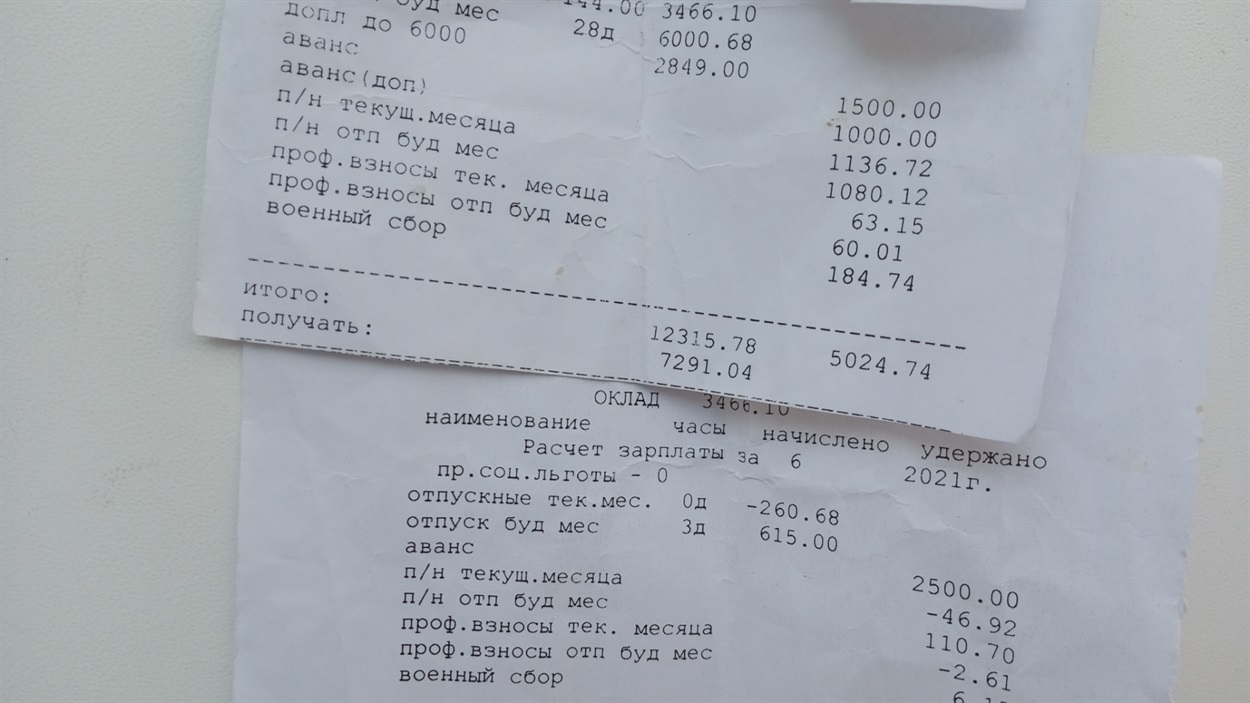 144.00 3466.10
буд мес 28д 6000.68
допл до 6000 2849.00
аванс 1500.00
аванс(доп) 1000.00
п/н текущ.месяца 1136.72
п/н отп буд мес 1080.12
проф.взносы тек. месяца 63.15
проф.взносы отп буд мес 60.01
военный сбор 184.74
итого: 12315.78 5024.74
получать: 7291.04
ОКЛАД 3466.10
наименование часы начислено удержано
Расчет зарплаты за 6 2021г.
пр.соц.льготы - 0
отпускные тек.мес. 0д -260.68
отпуск буд мес 3д 615.00
аванс 2500.00
п/н текущ.месяца -46.92
п/н отп буд мес 110.70
проф.взносы тек. месяца -2.61
проф.взносы отп буд мес
военный сбор